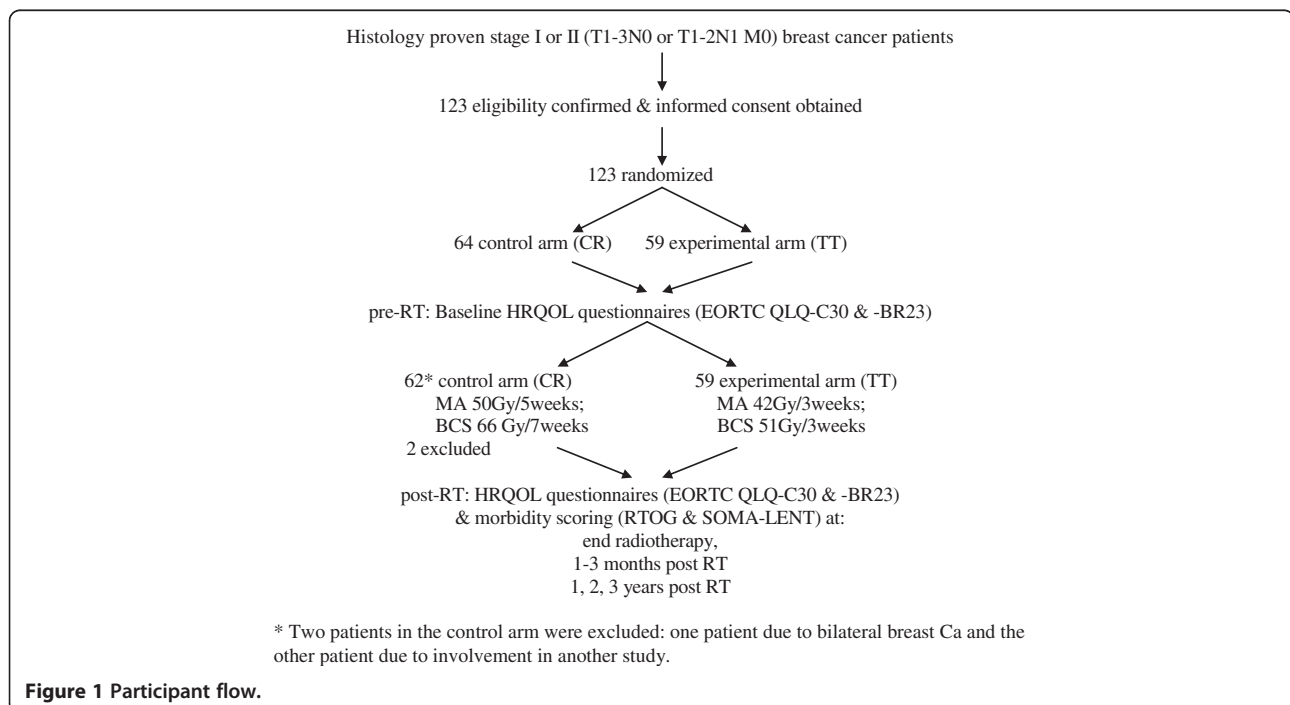 Histology proven stage I or II (T1-3N0 or T1-2N1 M0) breast cancer patients
123 eligibility confirmed & informed consent obtained
123 randomized
64 control arm (CR) 59 experimental arm (TT)
pre-RT: Baseline HRQOL questionnaires (EORTC QLQ-C30 & -BR23)
62* control arm (CR) 59 experimental arm (TT)
MA 50Gy/5weeks; MA 42Gy/3weeks;
BCS 66 Gy/7weeks BCS 51Gy/3weeks
2 excluded
post-RT: HRQOL questionnaires (EORTC QLQ-C30 & -BR23)
& morbidity scoring (RTOG & SOMA-LENT) at:
end radiotherapy,
1-3 months post RT
1, 2, 3 years post RT
* Two patients in the control arm were excluded: one patient due to bilateral breast Ca and the
other patient due to involvement in another study.
Figure 1 Participant flow.